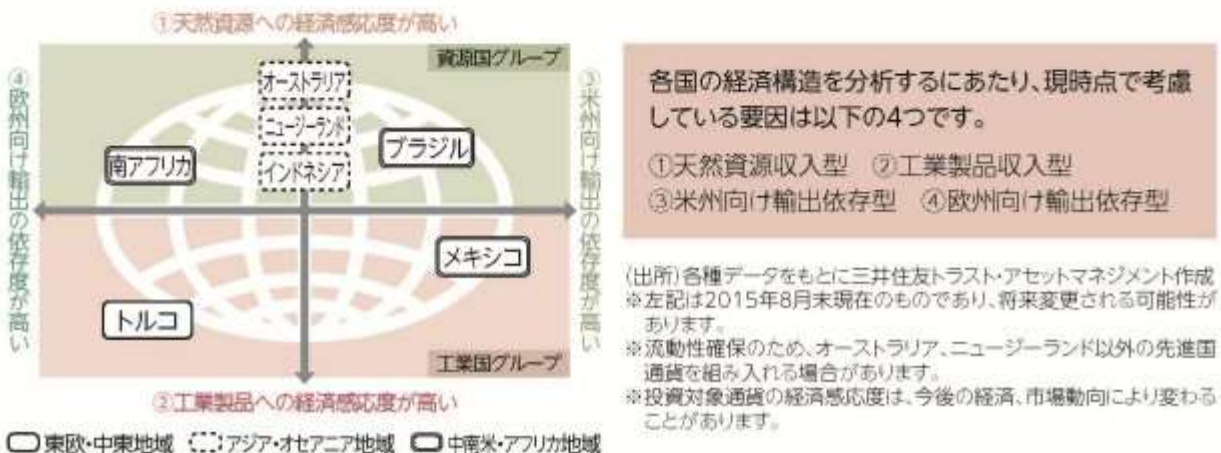 ①天然資源への経済感応度が高い
資源国グループ
④欧州向け輸出の依存度が高い
オーストラリア
ニュージーランド
インドネシア
南アフリカ
ブラジル
③米州向け輸出の依存度が高い
メキシコ
トルコ
工業国グループ
②工業製品への経済感応度が高い
東欧・中東地域 アジア・オセアニア地域 中南米・アフリカ地域
各国の経済構造を分析するにあたり、現時点で考慮
している要因は以下の4つです。
①天然資源収入型 ②工業製品収入型
③米州向け輸出依存型 ④欧州向け輸出依存型
(出所)各種データをもとに三井住友トラスト・アセットマネジメント作成
※左記は2015年8月末現在のものであり、将来変更される可能性が
あります。
※流動性確保のため、オーストラリア、ニュージーランド以外の先進国
通貨を組み入れる場合があります。
※投資対象通貨の経済感応度は、今後の経済、市場動向により変わる
ことがあります。